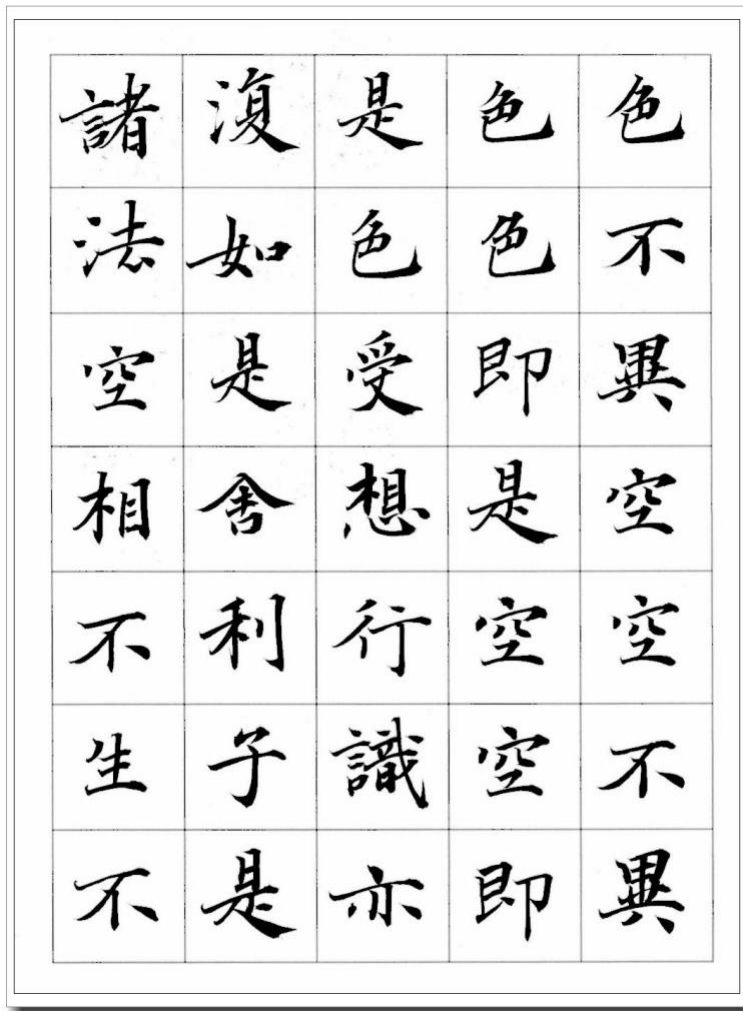 色不異空空不異
色色即是空空即
是色受想行識亦
復如是舍利子是
諸法空相不生不